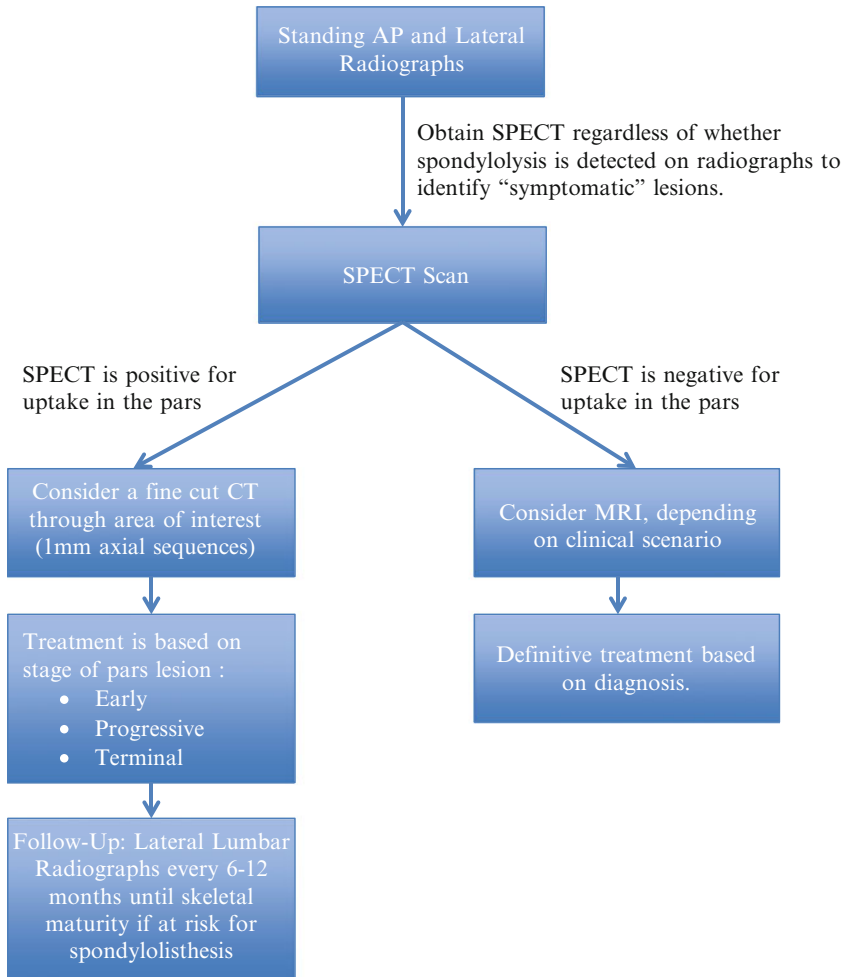 Standing AP and Lateral
Radiographs
Obtain SPECT regardless of whether
spondylolysis is detected on radiographs to
identify “symptomatic” lesions.
SPECT Scan
SPECT is positive for
uptake in the pars
SPECT is negative for
uptake in the pars
Consider a fine cut CT
through area of interest
(1mm axial sequences)
Consider MRI, depending
on clinical scenario
Treatment is based on
stage of pars lesion :
• Early
• Progressive
• Terminal
Definitive treatment based
on diagnosis.
Follow-Up: Lateral Lumbar
Radiographs every 6-12
months until skeletal
maturity if at risk for
spondylolisthesis